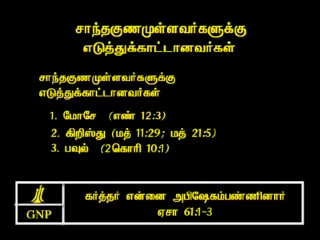 சாந்தகுணமுள்ளவர்களுக்கு
எடுத்துக்காட்டானவர்கள்
சாந்தகுணமுள்ளவர்களுக்கு
எடுத்துக்காட்டானவர்கள்
1. மோசே (எண் 12:3)
2. கிறிஸ்து (மத் 11:29; மத் 21:5)
3. பவுல் (2கொரி 10:1)
கர்த்தர் என்னை அபிஷேகம்பண்ணினார்
ஏசா 61:1-3
GNP